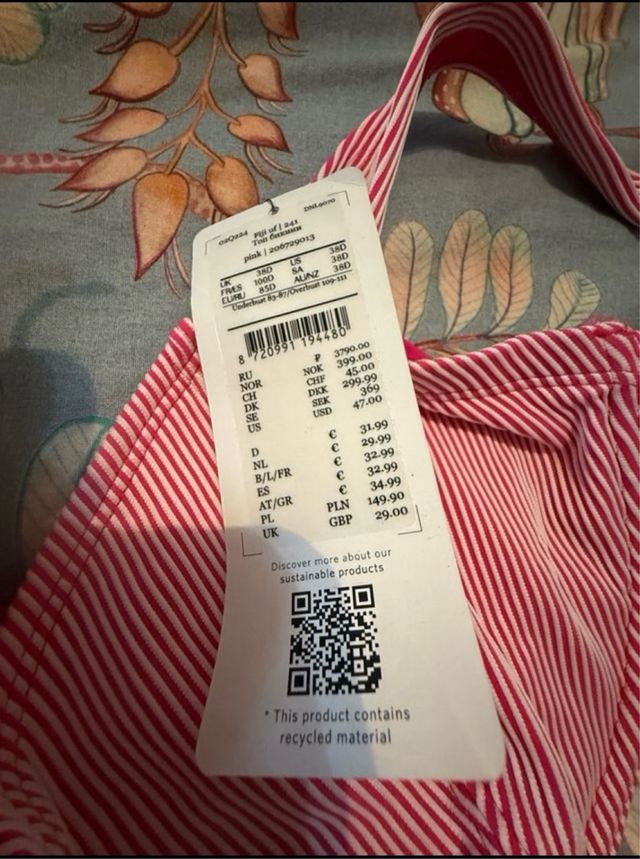 02Q224 Fiji uf | 241 DNL9070
Топ бикини
pink | 206729013
UK 38D US 38D
FR/ES 100D SA 38D
EU/RU 85D AU/NZ 38D
Underbust 83-87/Overbust 109-111
8 720991 194480
RU ₽ 3790.00
NOR NOK 399.00
CH CHF 45.00
DK DKK 299.99
SE SEK 369
US USD 47.00
D € 31.99
NL € 29.99
B/L/FR € 32.99
ES € 32.99
AT/GR € 34.99
PL PLN 149.90
UK GBP 29.00
Discover more about our
sustainable products
* This product contains
recycled material